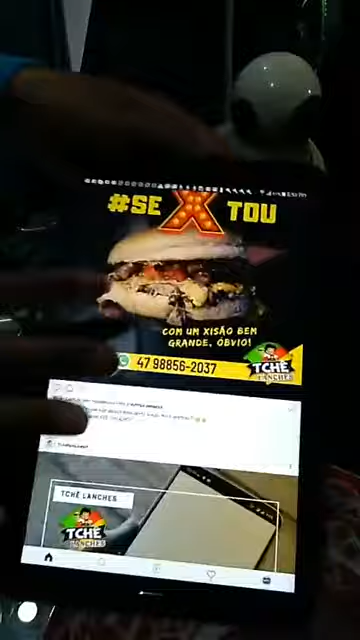 #SE X TOU
COM UM XISÃO BEM
GRANDE, ÓBVIO!
47 98856-2037
TCHÊ
LANCHES
TCHÊ LANCHES
TCHÊ
LANCHES